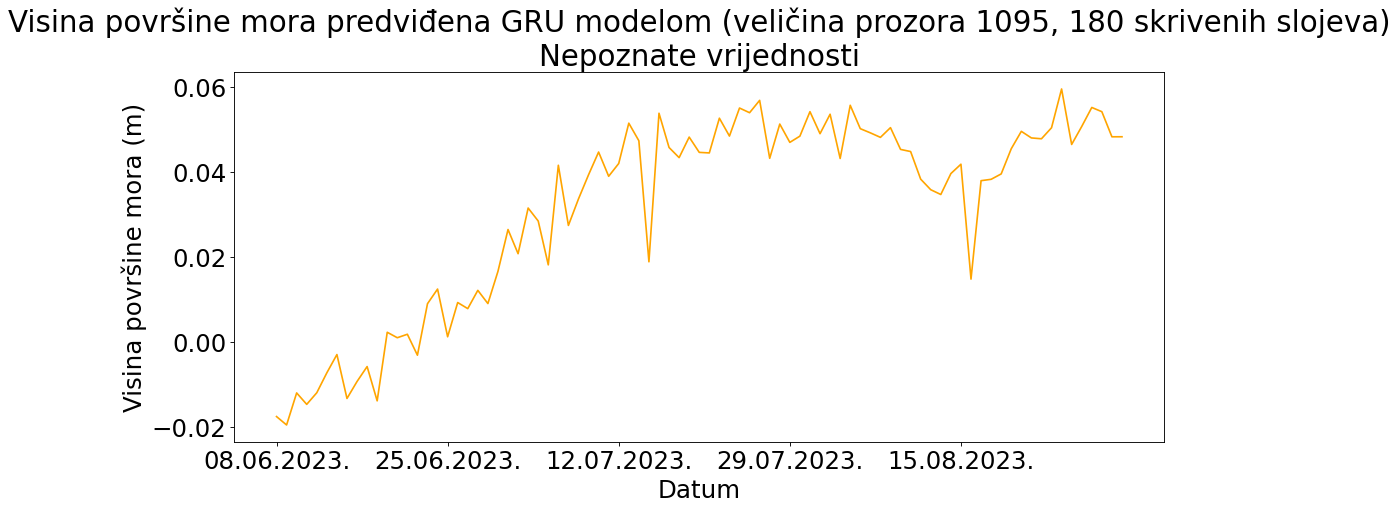 Visina površine mora predviđena GRU modelom (veličina prozora 1095, 180 skrivenih slojeva)
Nepoznate vrijednosti
Visina površine mora (m)
0.06
0.04
0.02
0.00
−0.02
08.06.2023. 25.06.2023. 12.07.2023. 29.07.2023. 15.08.2023.
Datum